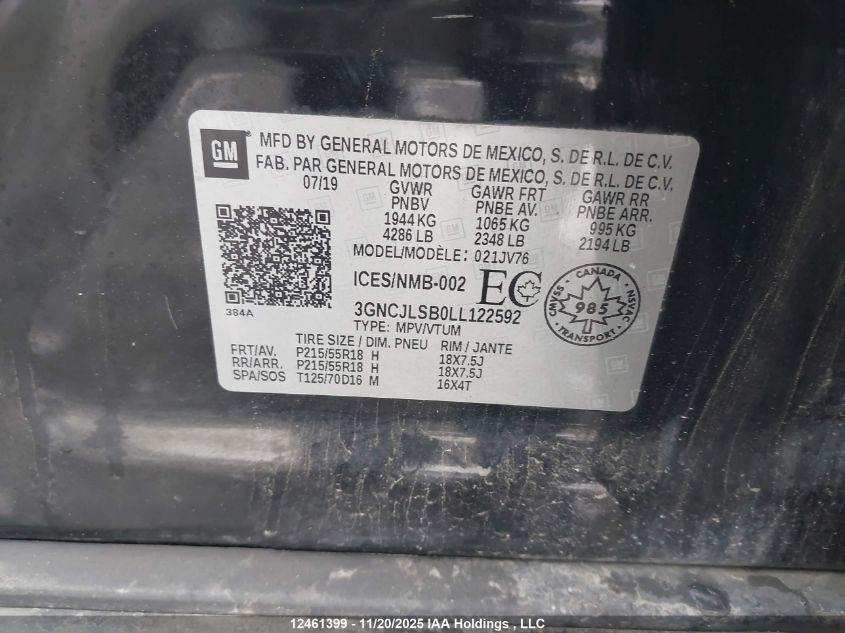 GM
MFD BY GENERAL MOTORS DE MEXICO, S. DE R.L. DE C.V.
FAB. PAR GENERAL MOTORS DE MEXICO, S. DE R.L. DE C.V.
07/19 GVWR GAWR FRT GAWR RR
PNBV PNBE AV. PNBE ARR.
1944 KG 1065 KG 995 KG
4286 LB 2348 LB 2194 LB
MODEL/MODÈLE: 021JV76
ICES/NMB-002 EC
384A
3GNCJLSB0LL122592
TYPE: MPV/VTUM
CANADA
CMVSS NSVAC
985
TRANSPORT
TIRE SIZE / DIM. PNEU RIM / JANTE
FRT/AV. P215/55R18 H 18X7.5J
RR/ARR. P215/55R18 H 18X7.5J
SPA/SOS T125/70D16 M 16X4T
12461399 - 11/20/2025 IAA Holdings , LLC